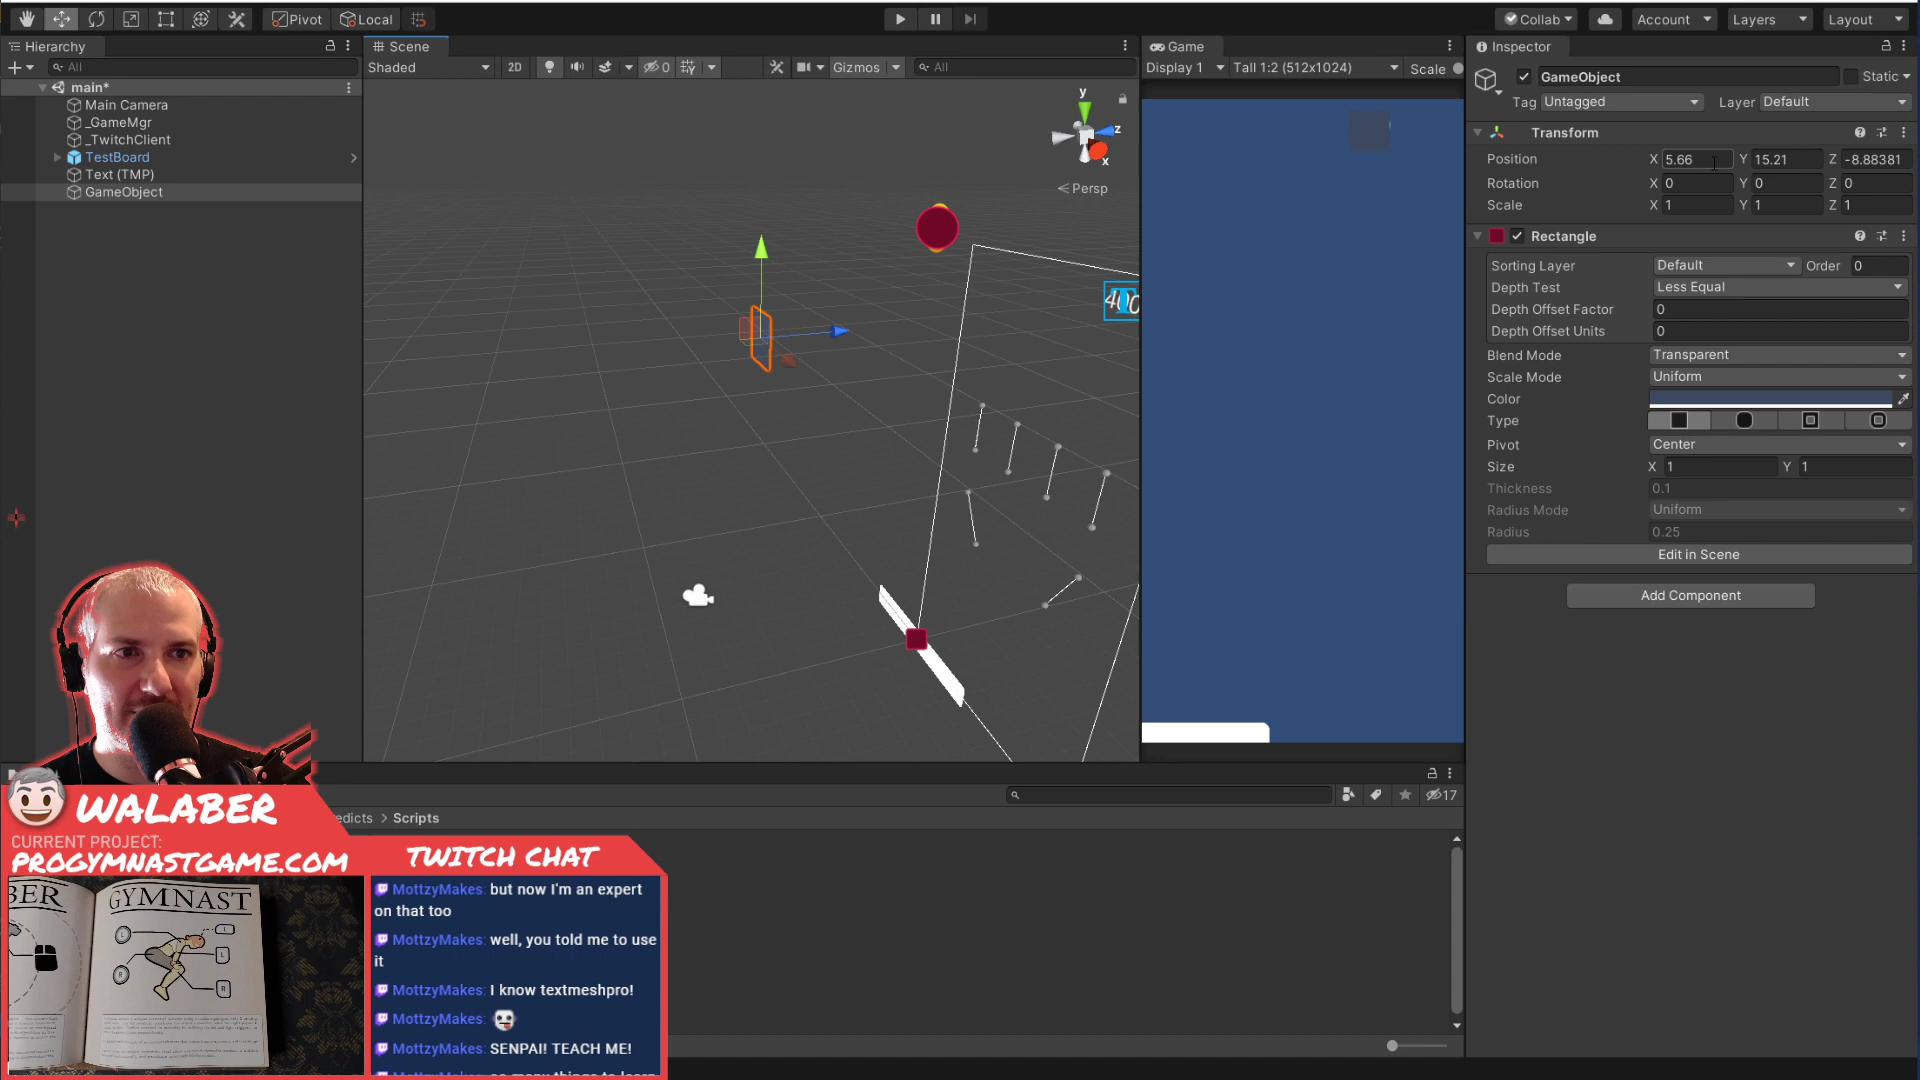 Pivot
Local
Collab
Account
Layers
Layout
Hierarchy
All
main*
Main Camera
_GameMgr
_TwitchClient
TestBoard
Text (TMP)
GameObject
Scene
Shaded
2D
0
Gizmos
All
y
z
x
Persp
40
Game
Display 1
Tall 1:2 (512x1024)
Scale
Inspector
GameObject
Static
Tag Untagged
Layer Default
Transform
Position X 5.66 Y 15.21 Z -8.88381
Rotation X 0 Y 0 Z 0
Scale X 1 Y 1 Z 1
Rectangle
Sorting Layer Default Order 0
Depth Test Less Equal
Depth Offset Factor 0
Depth Offset Units 0
Blend Mode Transparent
Scale Mode Uniform
Color
Type
Pivot Center
Size X 1 Y 1
Thickness 0.1
Radius Mode Uniform
Radius 0.25
Edit in Scene
Add Component
17
edicts > Scripts
WALABER
CURRENT PROJECT:
PROGYMNASTGAME.COM
BER
GYMNAST
L
L
L
R
R
TWITCH CHAT
MottzyMakes: but now I'm an expert
on that too
MottzyMakes: well, you told me to use
it
MottzyMakes: I know textmeshpro!
MottzyMakes:
MottzyMakes: SENPAI! TEACH ME!